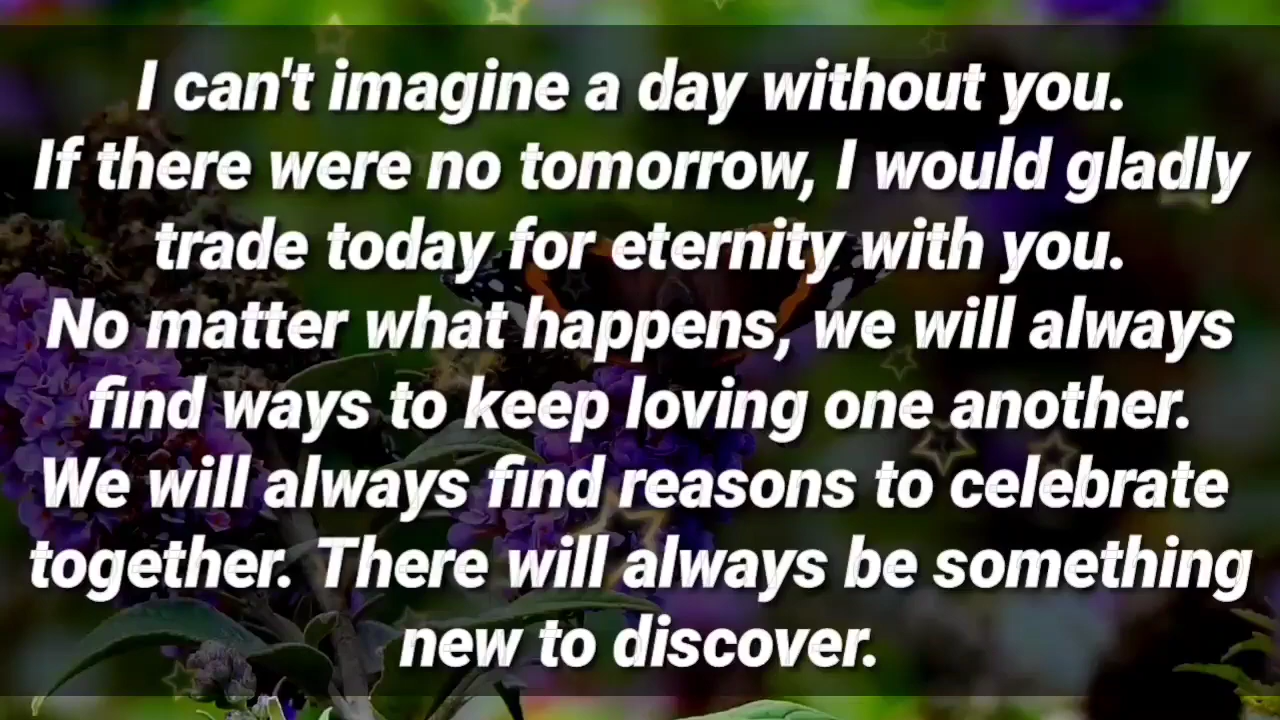 I can't imagine a day without you.
If there were no tomorrow, I would gladly
trade today for eternity with you.
No matter what happens, we will always
find ways to keep loving one another.
We will always find reasons to celebrate
together. There will always be something
new to discover.